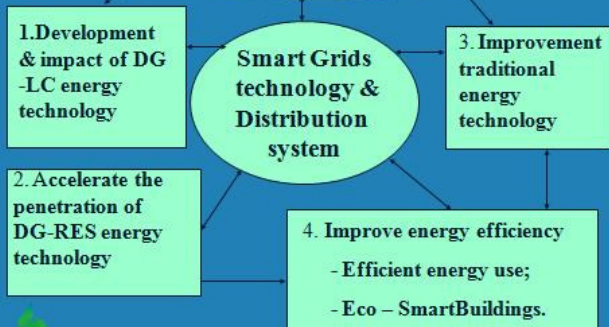 1.Development
& impact of DG
-LC energy
technology
Smart Grids
technology &
Distribution
system
3. Improvement
traditional
energy
technology
2. Accelerate the
penetration of
DG-RES energy
technology
4. Improve energy efficiency
- Efficient energy use;
- Eco – SmartBuildings.